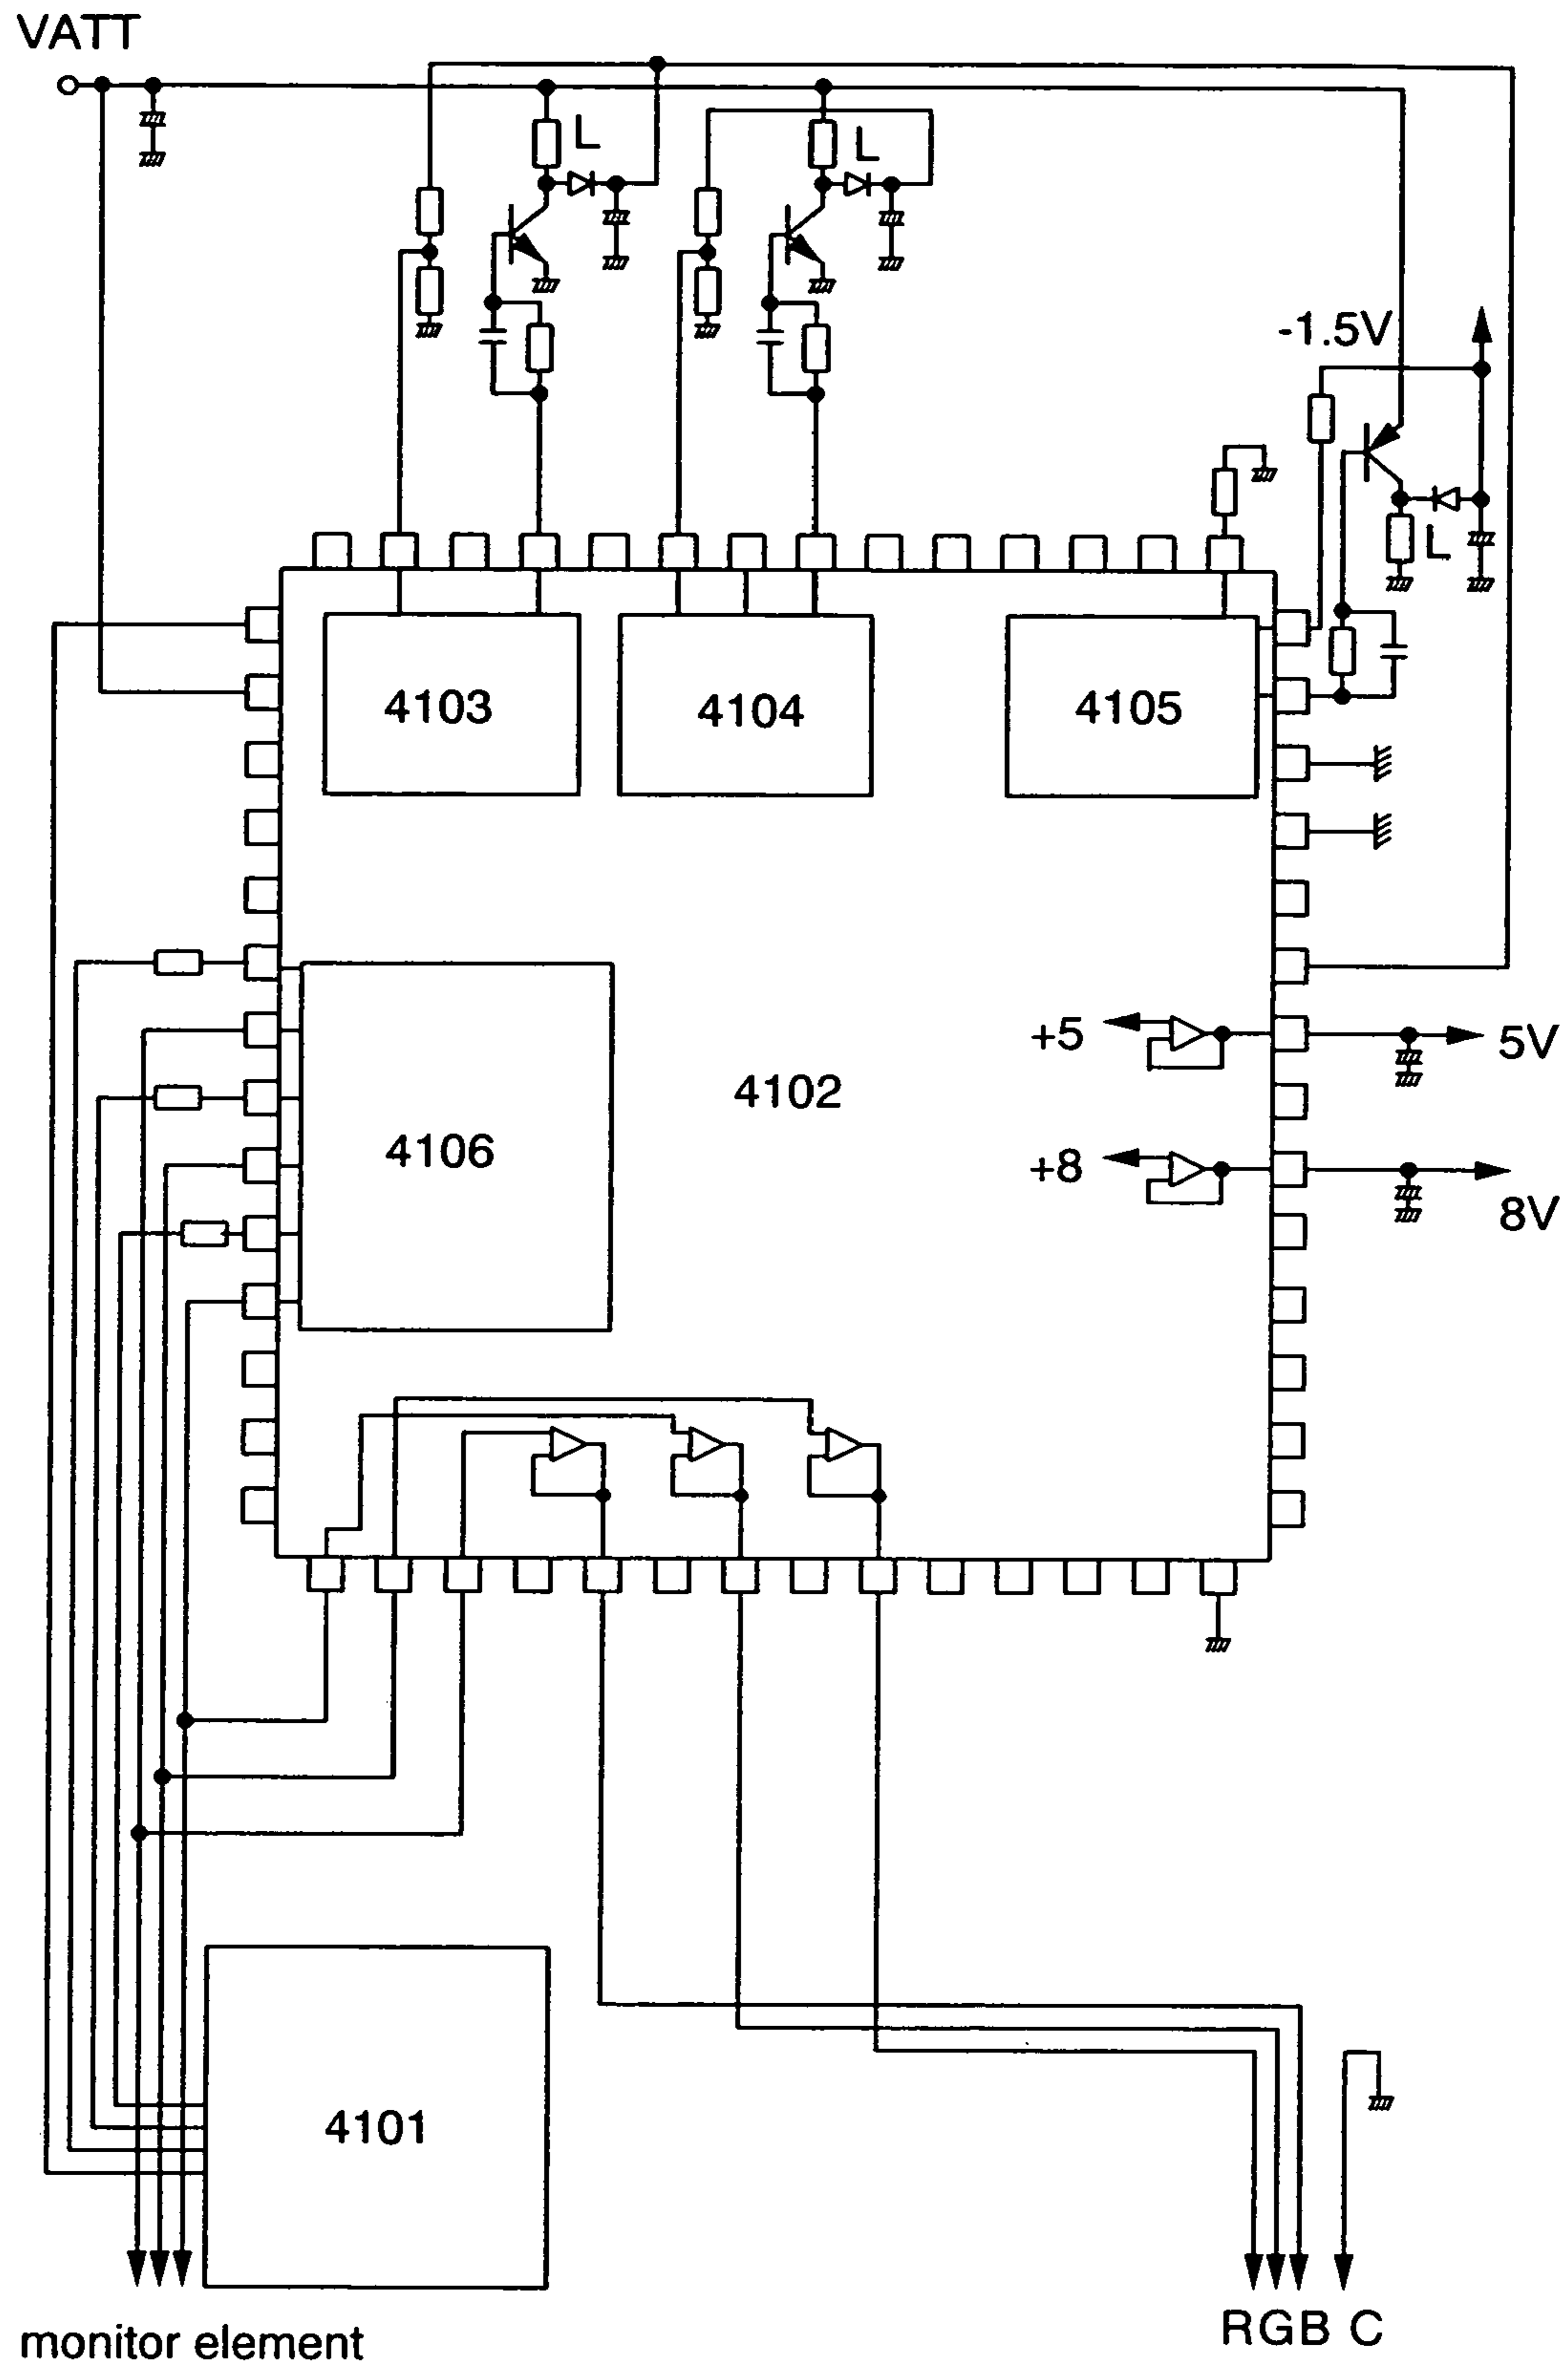 VATT
L
L
-1.5V
L
4103
4104
4105
+5
5V
4102
4106
+8
8V
4101
monitor element
RGB C